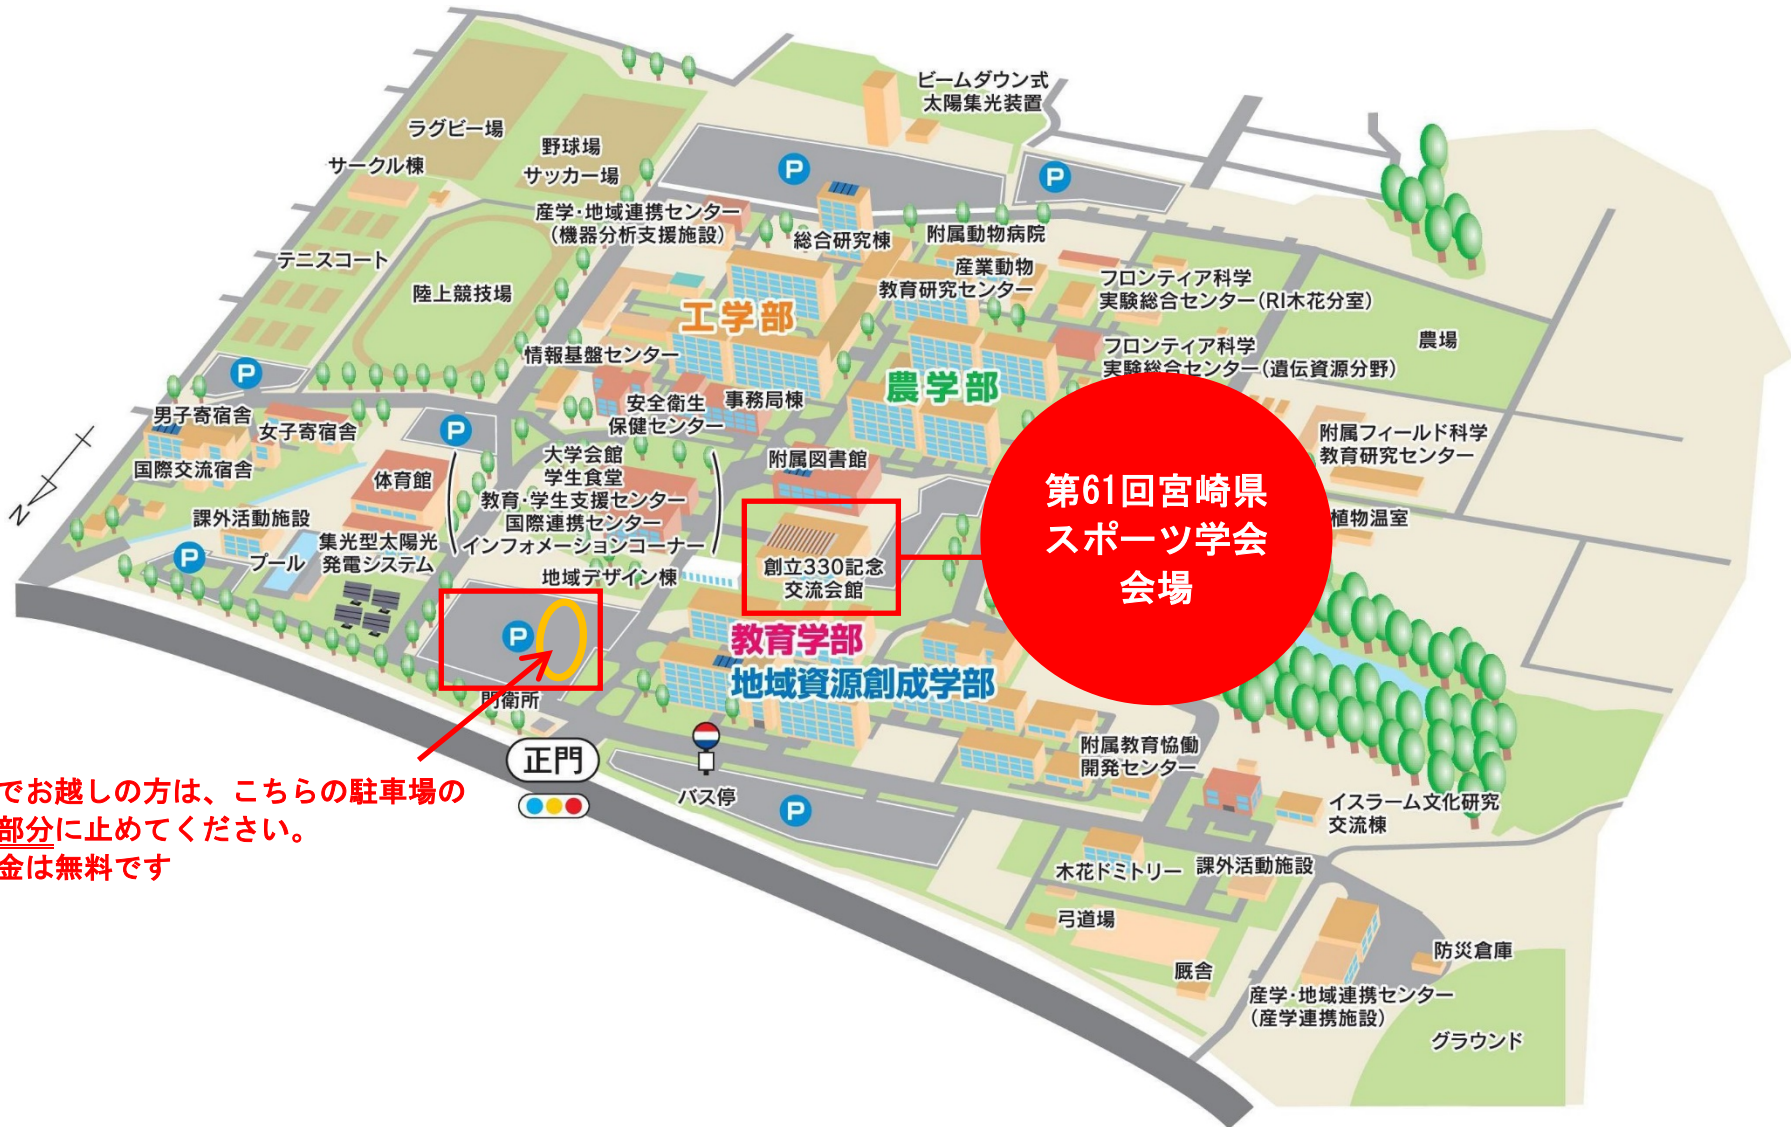 ビームダウン式
太陽集光装置
ラグビー場
野球場
サッカー場
サークル棟
P
P
産学・地域連携センター
(機器分析支援施設)
総合研究棟
附属動物病院
テニスコート
陸上競技場
産業動物
教育研究センター
フロンティア科学
実験総合センター(RI木花分室)
工学部
農場
情報基盤センター
フロンティア科学
実験総合センター(遺伝資源分野)
P
農学部
男子寄宿舎
女子寄宿舎
P
安全衛生
保健センター
事務局棟
国際交流宿舎
体育館
大学会館
学生食堂
教育・学生支援センター
国際連携センター
インフォメーションコーナー
附属図書館
附属フィールド科学
教育研究センター
第61回宮崎県
スポーツ学会
会場
植物温室
N
課外活動施設
P
プール
集光型太陽光
発電システム
地域デザイン棟
創立330記念
交流会館
P
教育学部
地域資源創成学部
門衛所
正門
バス停
P
附属教育協働
開発センター
でお越しの方は、こちらの駐車場の
部分に止めてください。
金は無料です
イスラーム文化研究
交流棟
木花ドミトリー
課外活動施設
弓道場
厩舎
防災倉庫
産学・地域連携センター
(産学連携施設)
グラウンド